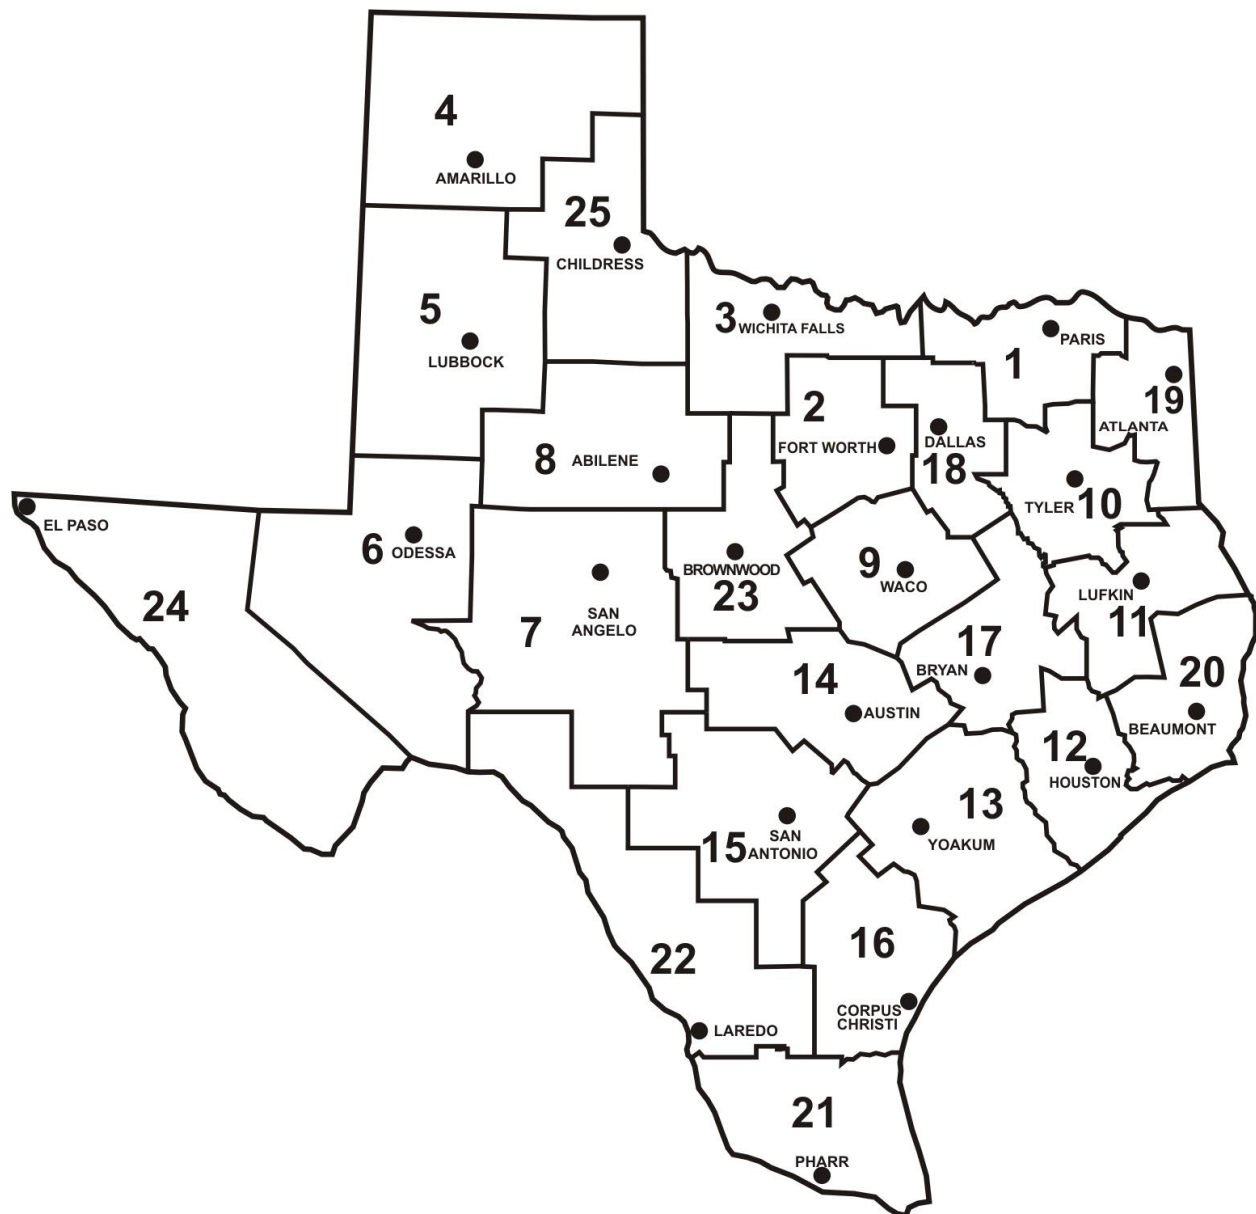 4
AMARILLO
25
CHILDRESS
5
LUBBOCK
3 WICHITA FALLS
PARIS
1
19
ATLANTA
2
FORT WORTH
DALLAS
18
8 ABILENE
TYLER 10
EL PASO
6 ODESSA
24
BROWNWOOD
23
9
WACO
LUFKIN
11
7
SAN
ANGELO
17
BRYAN
14
AUSTIN
20
BEAUMONT
12
HOUSTON
13
YOAKUM
15
SAN
ANTONIO
16
CORPUS
CHRISTI
22
LAREDO
21
PHARR